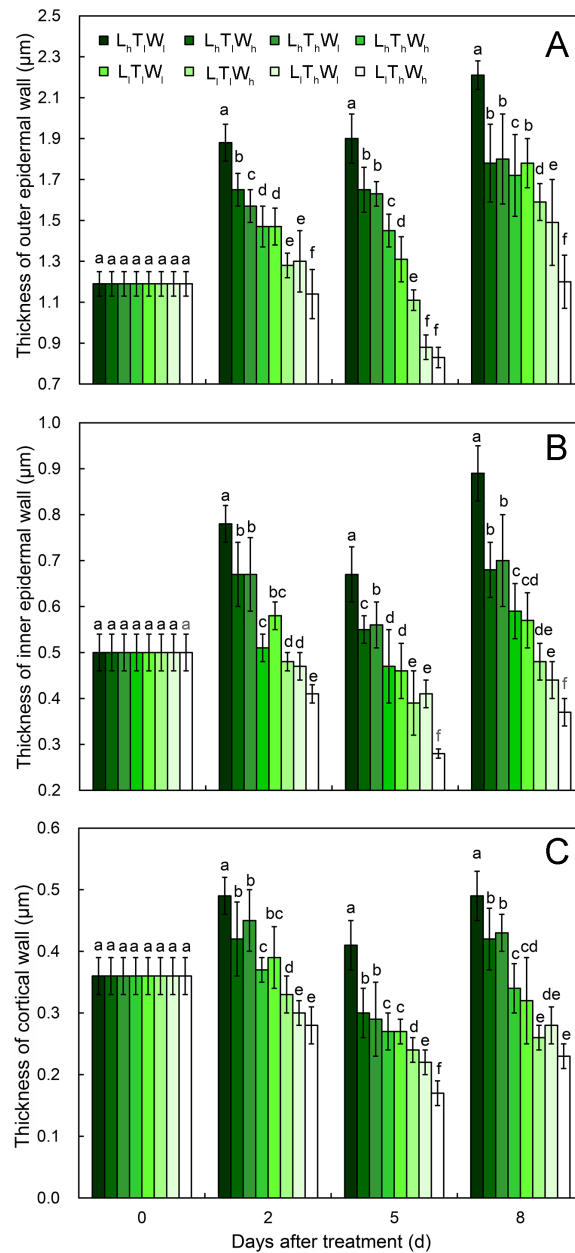 A
LhTlWl LhTlWh LhThWl LhThWh
LlTlWl LlTlWh LlThWl LlThWh
Thickness of outer epidermal wall (μm)
2.5
2.3
2.1
1.9
1.7
1.5
1.3
1.1
0.9
0.7
a a a a a a a a
a b c d d e e f
a b b c d e f f
a b b c b d e f
B
Thickness of inner epidermal wall (μm)
1.0
0.9
0.8
0.7
0.6
0.5
0.4
0.3
0.2
a a a a a a a a
a b b c bc d d e
a c b d d e e f
a b b c cd de e f
C
Thickness of cortical wall (μm)
0.6
0.5
0.4
0.3
0.2
0.1
0.0
a a a a a a a a
a b b c bc d e e
a b b c c d e f
a b b c cd e de e
0 2 5 8
Days after treatment (d)